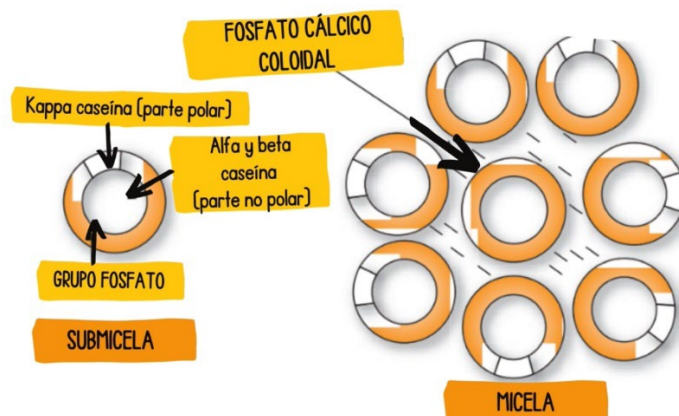 FOSFATO CÁLCICO
COLOIDAL
Kappa caseína (parte polar)
Alfa y beta
caseína
(parte no polar)
GRUPO FOSFATO
SUBMICELA
MICELA